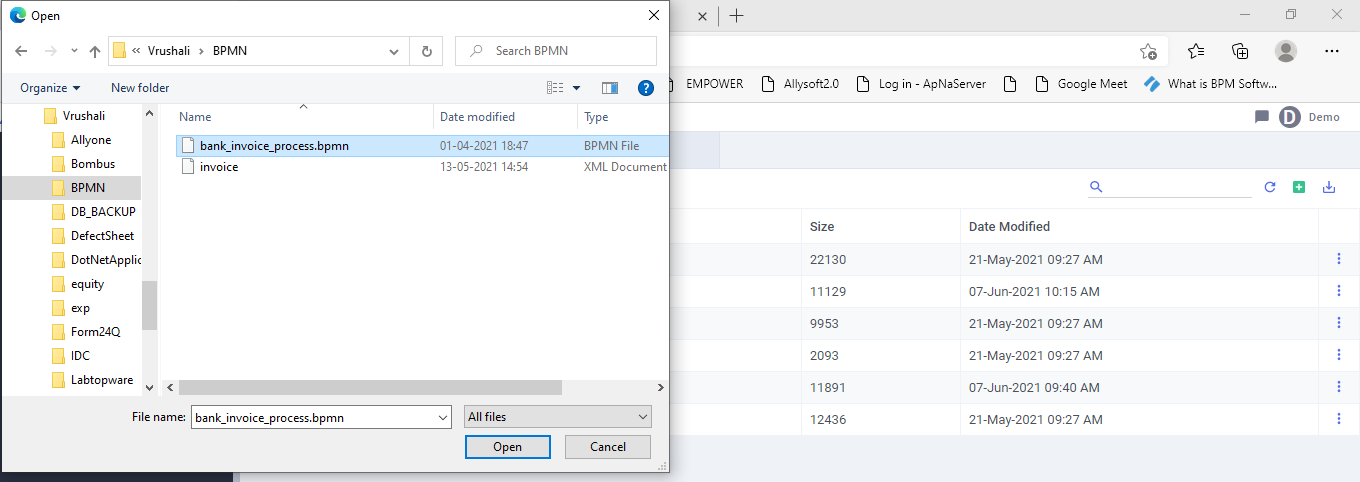 Open
Vrushali > BPMN
Search BPMN
Organize
New folder
Name
Date modified
Type
bank_invoice_process.bpmn
01-04-2021 18:47
BPMN File
invoice
13-05-2021 14:54
XML Document
Vrushali
Allyone
Bombus
BPMN
DB_BACKUP
DefectSheet
DotNetApplic
equity
exp
Form24Q
IDC
Labtopware
File name:
bank_invoice_process.bpmn
All files
Open
Cancel
EMPOWER
Allysoft2.0
Log in - ApNaServer
Google Meet
What is BPM Softw...
D
Demo
Size
Date Modified
22130
21-May-2021 09:27 AM
11129
07-Jun-2021 10:15 AM
9953
21-May-2021 09:27 AM
2093
21-May-2021 09:27 AM
11891
07-Jun-2021 09:40 AM
12436
21-May-2021 09:27 AM